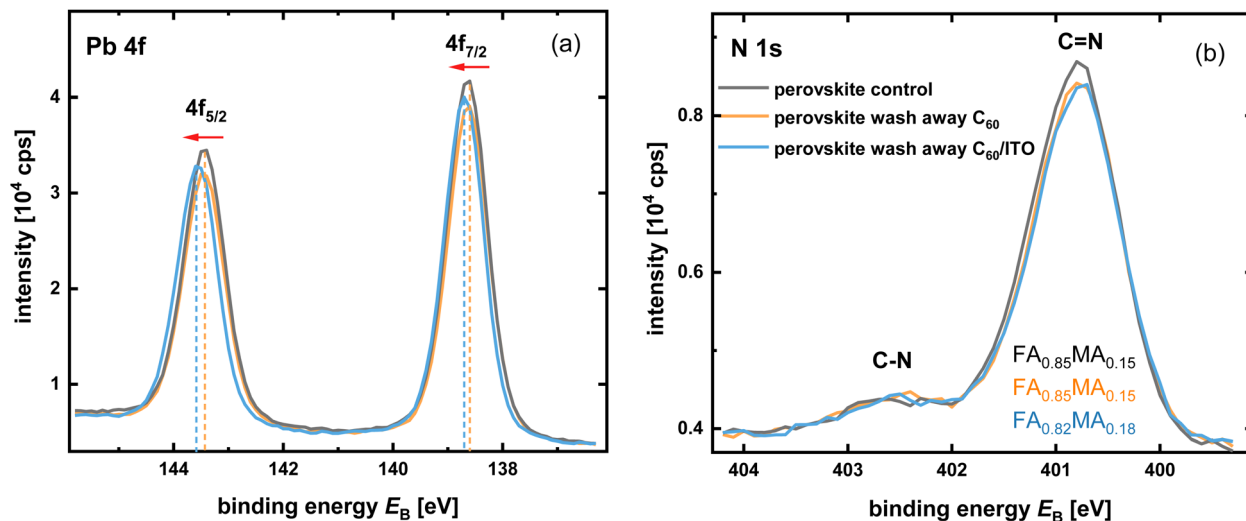 Pb 4f
(a)
4f7/2
4f5/2
4
3
2
1
intensity [10⁴ cps]
144
142
140
138
binding energy EB [eV]
N 1s
C=N
(b)
perovskite control
perovskite wash away C60
perovskite wash away C60/ITO
C-N
FA0.85MA0.15
FA0.85MA0.15
FA0.82MA0.18
0.8
0.6
0.4
intensity [10⁴ cps]
404
403
402
401
400
binding energy EB [eV]